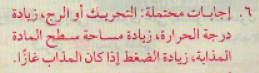 ٦. إجابات محتملة: التحريك أو الرج، زيادة
درجة الحرارة، زيادة مساحة سطح المادة
المذابة، زيادة الضغط إذا كان المذاب غازًا.